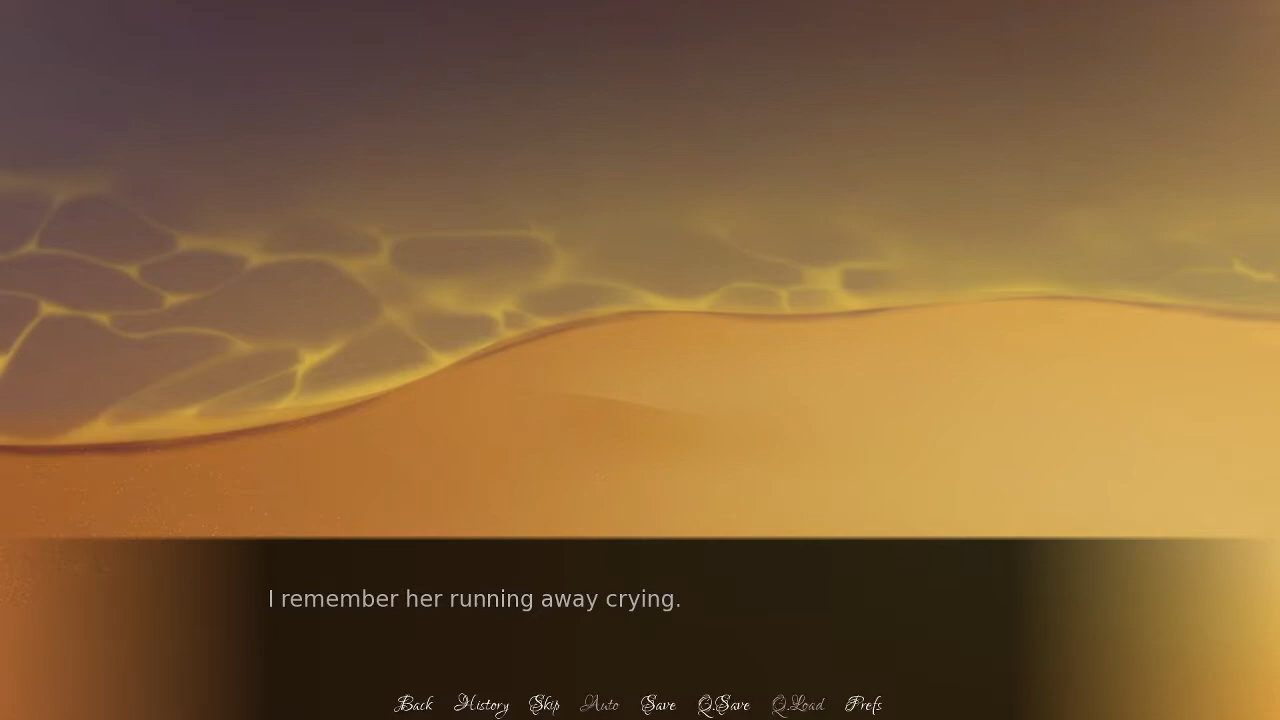 I remember her running away crying.
Back History Skip Auto Save Q.Save Q.Load Prefs